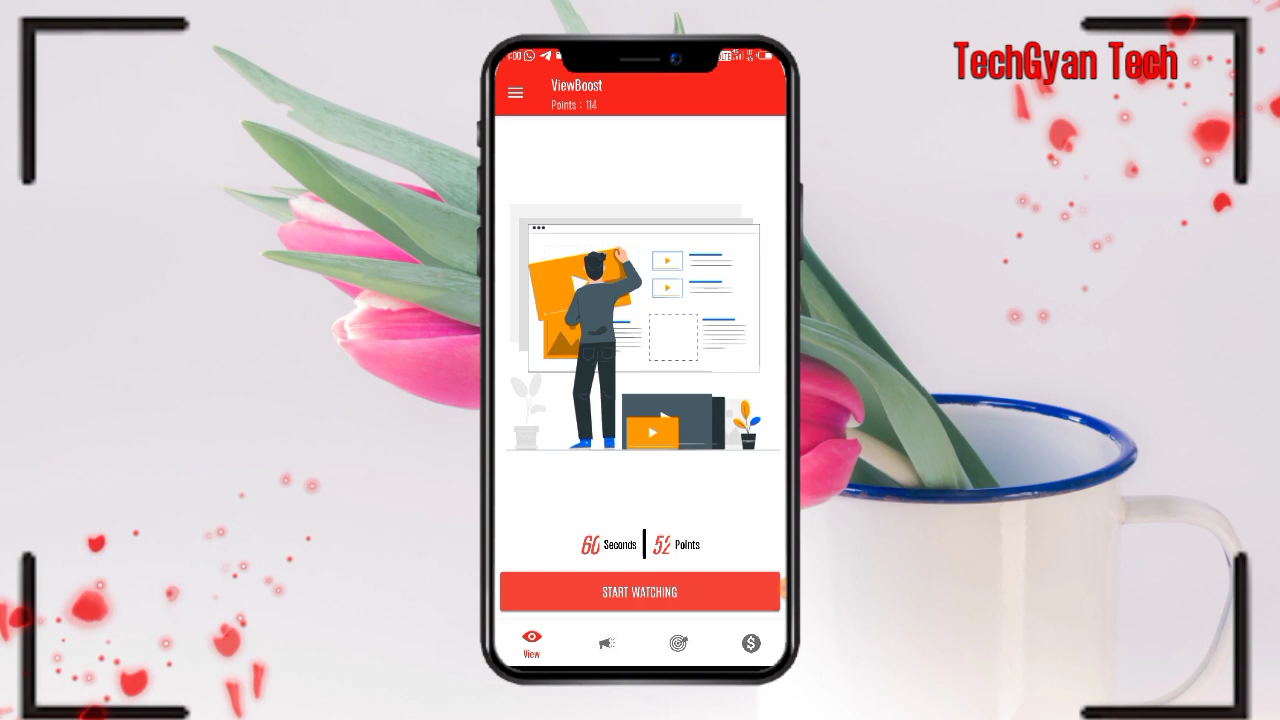 TechGyan Tech
ViewBoost
Points : 114
60 Seconds 52 Points
START WATCHING
View